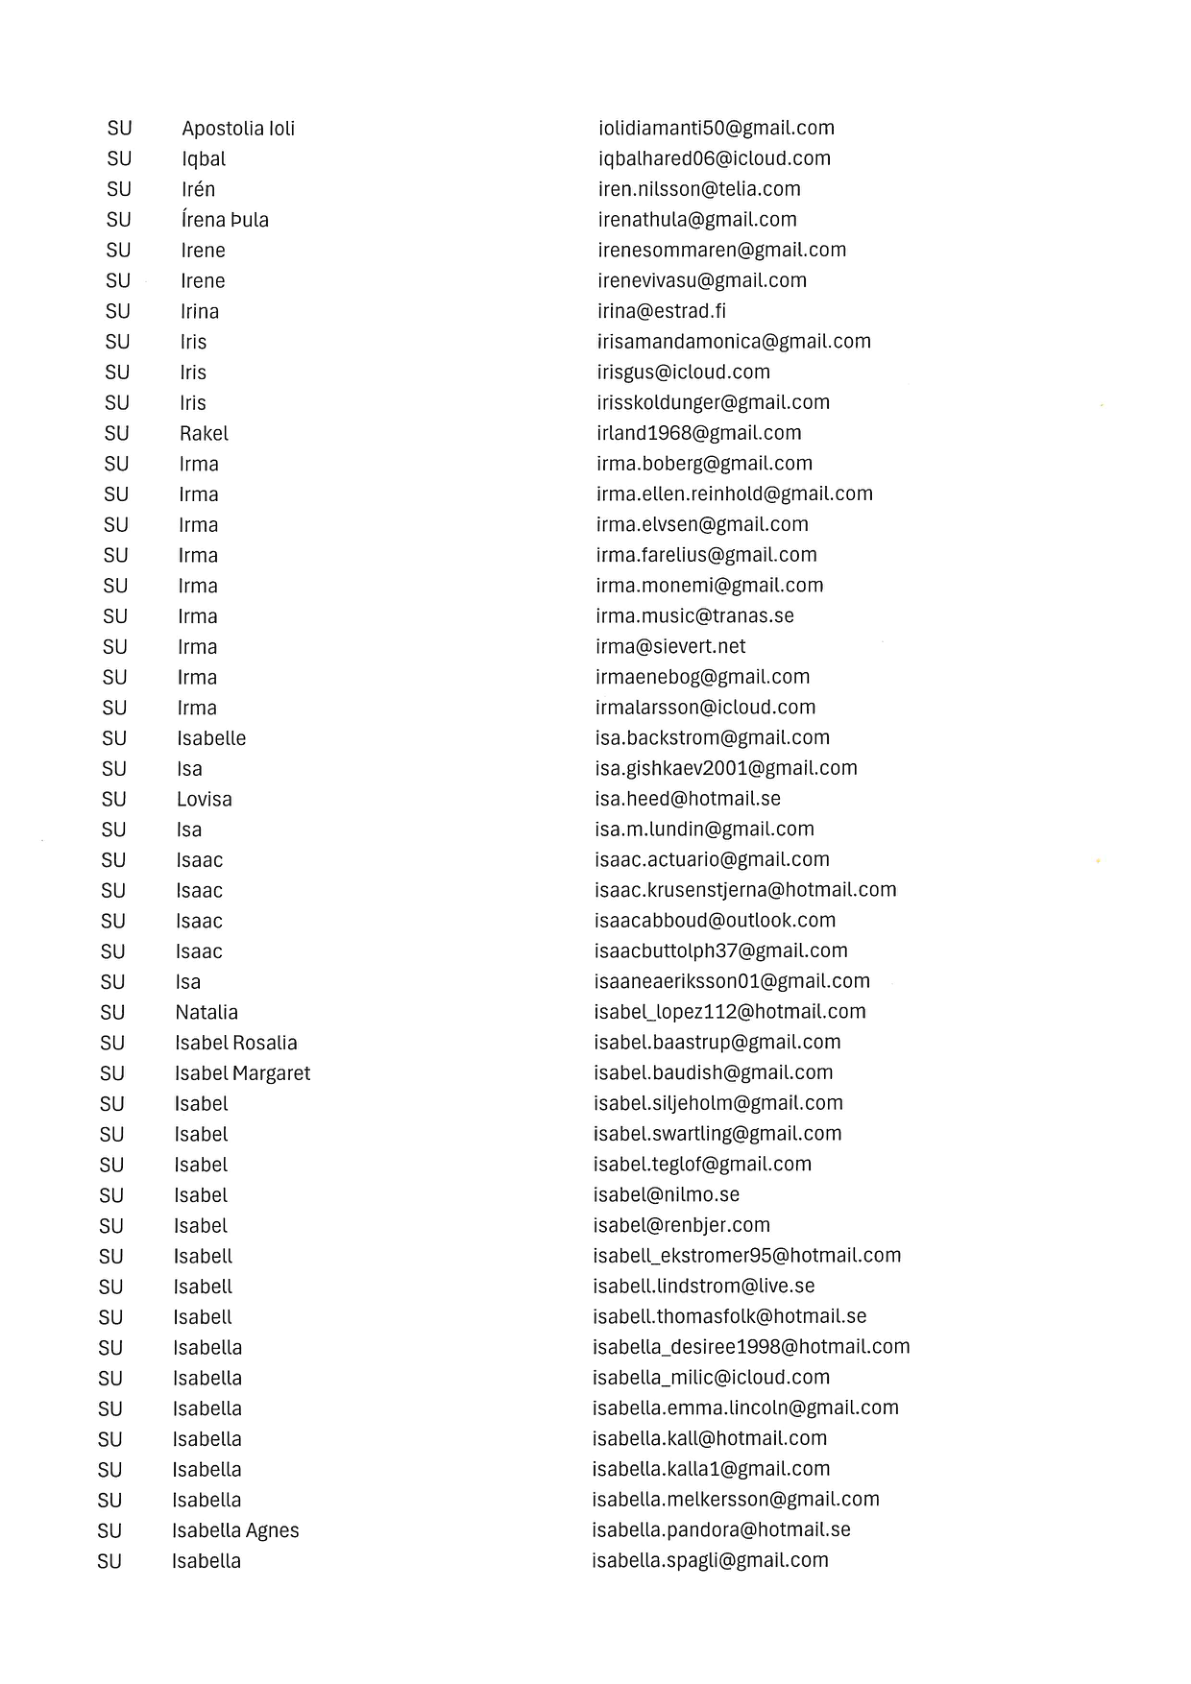 SU Apostolia Ioli iolidiamanti50@gmail.com
SU Iqbal iqbalhared06@icloud.com
SU Irén iren.nilsson@telia.com
SU Írena Þula irenathula@gmail.com
SU Irene irenesommaren@gmail.com
SU Irene irenevivasu@gmail.com
SU Irina irina@estrad.fi
SU Iris irisamandamonica@gmail.com
SU Iris irisgus@icloud.com
SU Iris irisskoldunger@gmail.com
SU Rakel irland1968@gmail.com
SU Irma irma.boberg@gmail.com
SU Irma irma.ellen.reinhold@gmail.com
SU Irma irma.elvsen@gmail.com
SU Irma irma.farelius@gmail.com
SU Irma irma.monemi@gmail.com
SU Irma irma.music@tranas.se
SU Irma irma@sievert.net
SU Irma irmaenebog@gmail.com
SU Irma irmalarsson@icloud.com
SU Isabelle isa.backstrom@gmail.com
SU Isa isa.gishkaev2001@gmail.com
SU Lovisa isa.heed@hotmail.se
SU Isa isa.m.lundin@gmail.com
SU Isaac isaac.actuario@gmail.com
SU Isaac isaac.krusenstjerna@hotmail.com
SU Isaac isaacabboud@outlook.com
SU Isaac isaacbuttolph37@gmail.com
SU Isa isaaneaeriksson01@gmail.com
SU Natalia isabel_lopez112@hotmail.com
SU Isabel Rosalia isabel.baastrup@gmail.com
SU Isabel Margaret isabel.baudish@gmail.com
SU Isabel isabel.siljeholm@gmail.com
SU Isabel isabel.swartling@gmail.com
SU Isabel isabel.teglof@gmail.com
SU Isabel isabel@nilmo.se
SU Isabel isabel@renbjer.com
SU Isabell isabell_ekstromer95@hotmail.com
SU Isabell isabell.lindstrom@live.se
SU Isabell isabell.thomasfolk@hotmail.se
SU Isabella isabella_desiree1998@hotmail.com
SU Isabella isabella_milic@icloud.com
SU Isabella isabella.emma.lincoln@gmail.com
SU Isabella isabella.kall@hotmail.com
SU Isabella isabella.kalla1@gmail.com
SU Isabella isabella.melkersson@gmail.com
SU Isabella Agnes isabella.pandora@hotmail.se
SU Isabella isabella.spagli@gmail.com